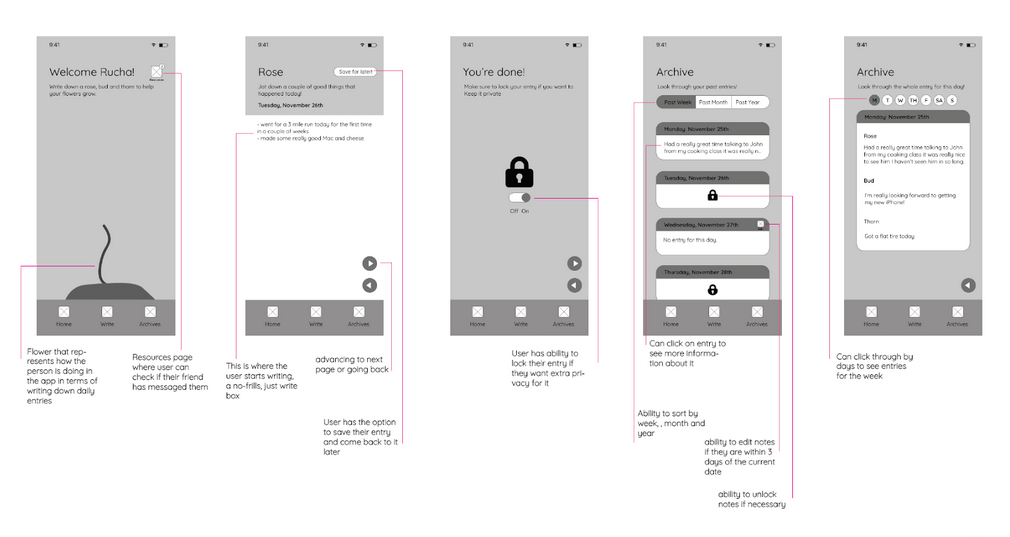 9:41
Welcome Rucha!
Write down a rose, bud and thorn to help
your flowers grow.
Resources
Home
Write
Archives
Flower that rep-
resents how the
person is doing in
the app in terms of
writing down daily
entries
Resources page
where user can
check if their friend
has messaged them
9:41
Rose
Save for later!
Jot down a couple of good things that
happened today!
Tuesday, November 26th
- went for a 3 mile run today for the first time
in a couple of weeks
- made some really good Mac and cheese
Home
Write
Archives
This is where the
user starts writing,
a no-frills, just write
box
advancing to next
page or going back
User has the option
to save their entry
and come back to it
later
9:41
You're done!
Make sure to lock your entry if you want to
Keep it private
Off On
Home
Write
Archives
User has ability to
lock their entry if
they want extra pri-
vacy for it
9:41
Archive
Look through your past entries!
Past Week
Past Month
Past Year
Monday, November 25th
Had a really great time talking to John
from my cooking class it was really n..
Tuesday, November 26th
Wednesday, November 27th
No entry for this day.
Thursday, November 28th
Home
Write
Archives
Can click on entry to
see more informa-
tion about it
Ability to sort by
week, , month and
year
ability to edit notes
if they are within 3
days of the current
date
ability to unlock
notes if necessary
9:41
Archive
Look through the whole entry for this day!
M T W TH F SA S
Monday, November 25th
Rose
Had a really great time talking to John
from my cooking class it was really nice
to see him I haven't seen him in so long.
Bud
I'm really looking forward to getting
my new iPhone!
Thorn
Got a flat tire today
Home
Write
Archives
Can click through by
days to see entries
for the week